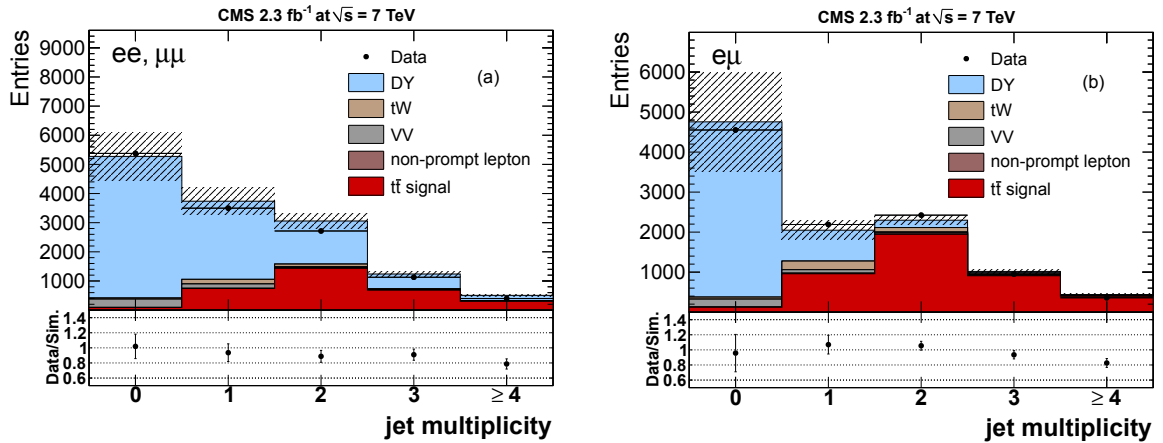 CMS 2.3 fb⁻¹ at √s = 7 TeV
ee, μμ
(a)
Entries
9000
8000
7000
6000
5000
4000
3000
2000
1000
Data
DY
tW
VV
non-prompt lepton
tt̄ signal
Data/Sim.
1.4
1.2
1
0.8
0.6
0 1 2 3 ≥ 4
jet multiplicity
CMS 2.3 fb⁻¹ at √s = 7 TeV
eμ
(b)
Entries
6000
5000
4000
3000
2000
1000
Data
DY
tW
VV
non-prompt lepton
tt̄ signal
Data/Sim.
1.4
1.2
1
0.8
0.6
0 1 2 3 ≥ 4
jet multiplicity